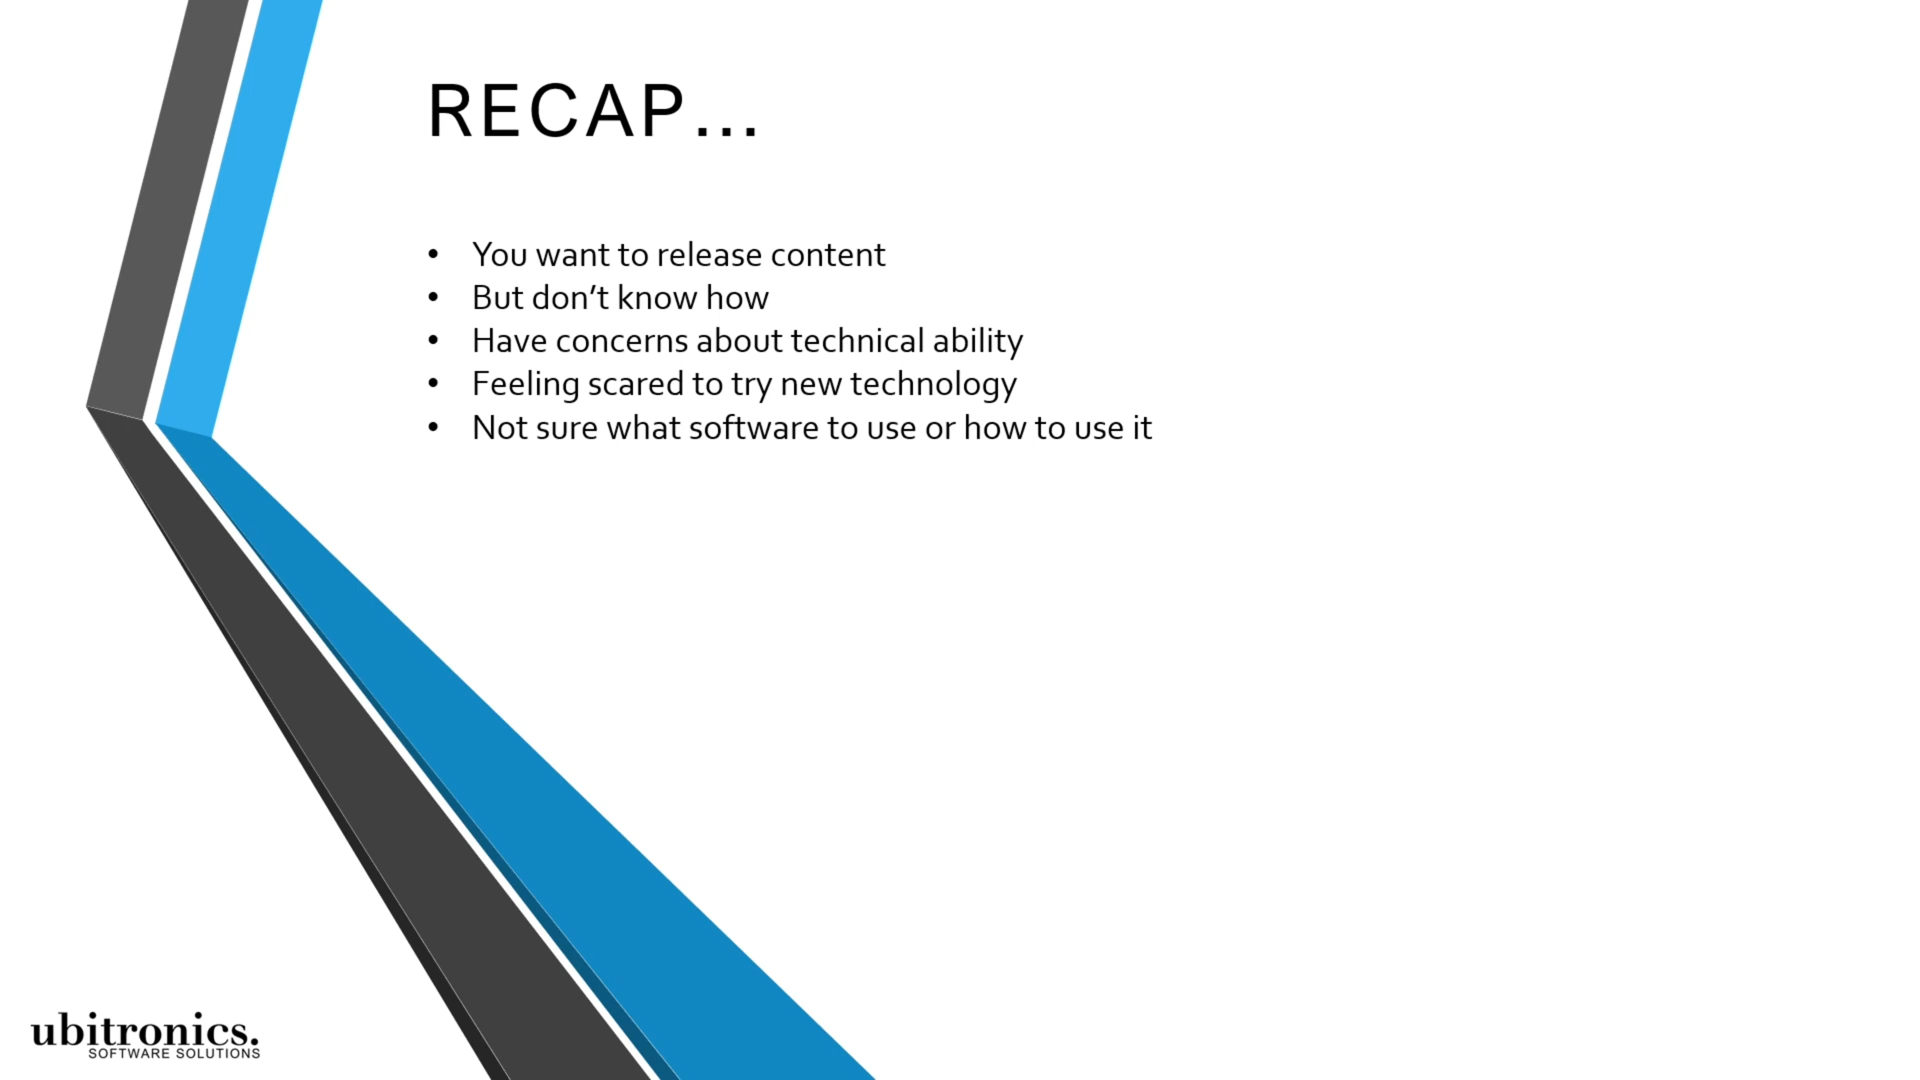 RECAP...
• You want to release content
• But don’t know how
• Have concerns about technical ability
• Feeling scared to try new technology
• Not sure what software to use or how to use it
ubitronics.
SOFTWARE SOLUTIONS